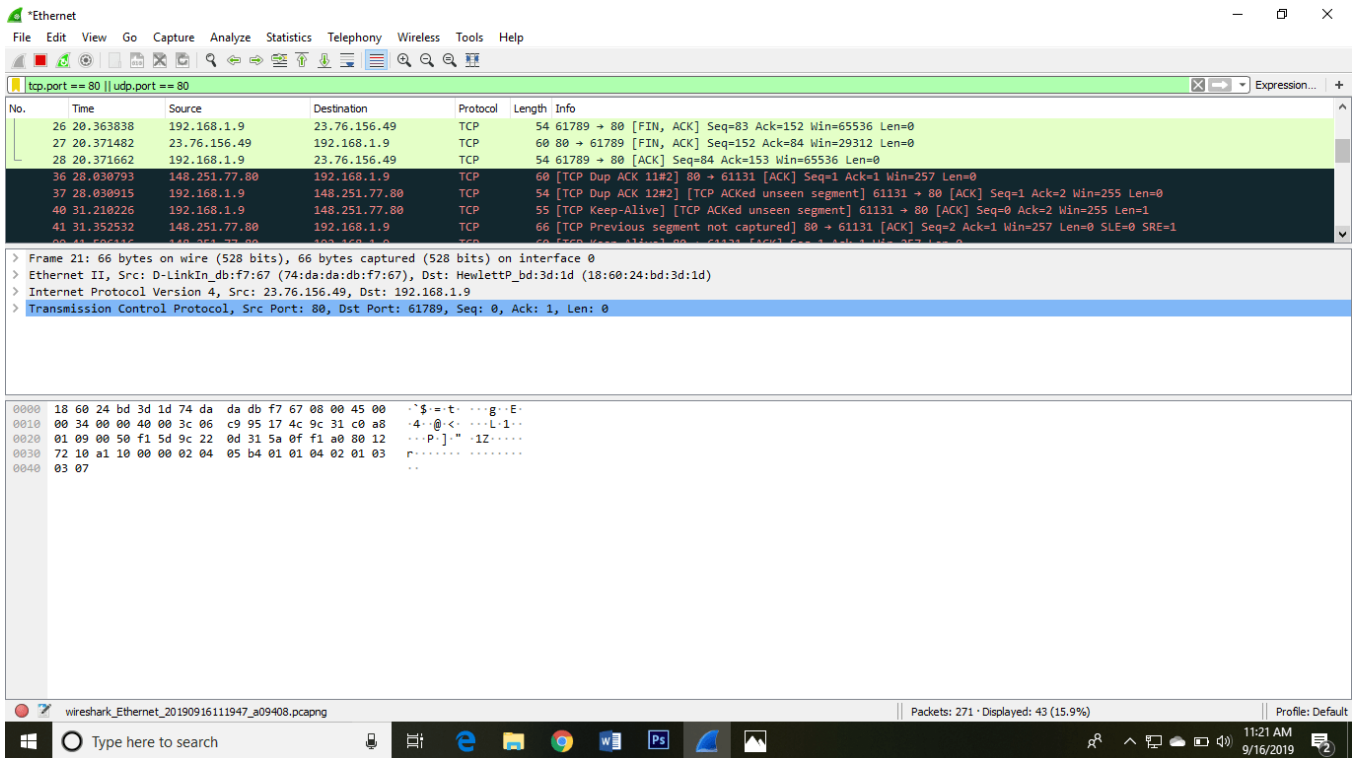 *Ethernet
File Edit View Go Capture Analyze Statistics Telephony Wireless Tools Help
tcp.port == 80 || udp.port == 80 Expression... +
No. Time Source Destination Protocol Length Info
26 20.363838 192.168.1.9 23.76.156.49 TCP 54 61789 → 80 [FIN, ACK] Seq=83 Ack=152 Win=65536 Len=0
27 20.371482 23.76.156.49 192.168.1.9 TCP 60 80 → 61789 [FIN, ACK] Seq=152 Ack=84 Win=29312 Len=0
28 20.371662 192.168.1.9 23.76.156.49 TCP 54 61789 → 80 [ACK] Seq=84 Ack=153 Win=65536 Len=0
36 28.030793 148.251.77.80 192.168.1.9 TCP 60 [TCP Dup ACK 11#2] 80 → 61131 [ACK] Seq=1 Ack=1 Win=257 Len=0
37 28.030915 192.168.1.9 148.251.77.80 TCP 54 [TCP Dup ACK 12#2] [TCP ACKed unseen segment] 61131 → 80 [ACK] Seq=1 Ack=2 Win=255 Len=0
40 31.210226 192.168.1.9 148.251.77.80 TCP 55 [TCP Keep-Alive] [TCP ACKed unseen segment] 61131 → 80 [ACK] Seq=0 Ack=2 Win=255 Len=1
41 31.352532 148.251.77.80 192.168.1.9 TCP 66 [TCP Previous segment not captured] 80 → 61131 [ACK] Seq=2 Ack=1 Win=257 Len=0 SLE=0 SRE=1
Frame 21: 66 bytes on wire (528 bits), 66 bytes captured (528 bits) on interface 0
Ethernet II, Src: D-LinkIn_db:f7:67 (74:da:da:db:f7:67), Dst: HewlettP_bd:3d:1d (18:60:24:bd:3d:1d)
Internet Protocol Version 4, Src: 23.76.156.49, Dst: 192.168.1.9
Transmission Control Protocol, Src Port: 80, Dst Port: 61789, Seq: 0, Ack: 1, Len: 0
0000 18 60 24 bd 3d 1d 74 da da db f7 67 08 00 45 00 ·`$·=·t· ···g··E·
0010 00 34 00 00 40 00 3c 06 c9 95 17 4c 9c 31 c0 a8 ·4··@·<· ···L·1··
0020 01 09 00 50 f1 5d 9c 22 0d 31 5a 0f f1 a0 80 12 ···P·]·" ·1Z·····
0030 72 10 a1 10 00 00 02 04 05 b4 01 01 04 02 01 03 r······· ········
0040 03 07 ··
wireshark_Ethernet_20190916111947_a09408.pcapng Packets: 271 · Displayed: 43 (15.9%) Profile: Default
Type here to search
11:21 AM
9/16/2019
2